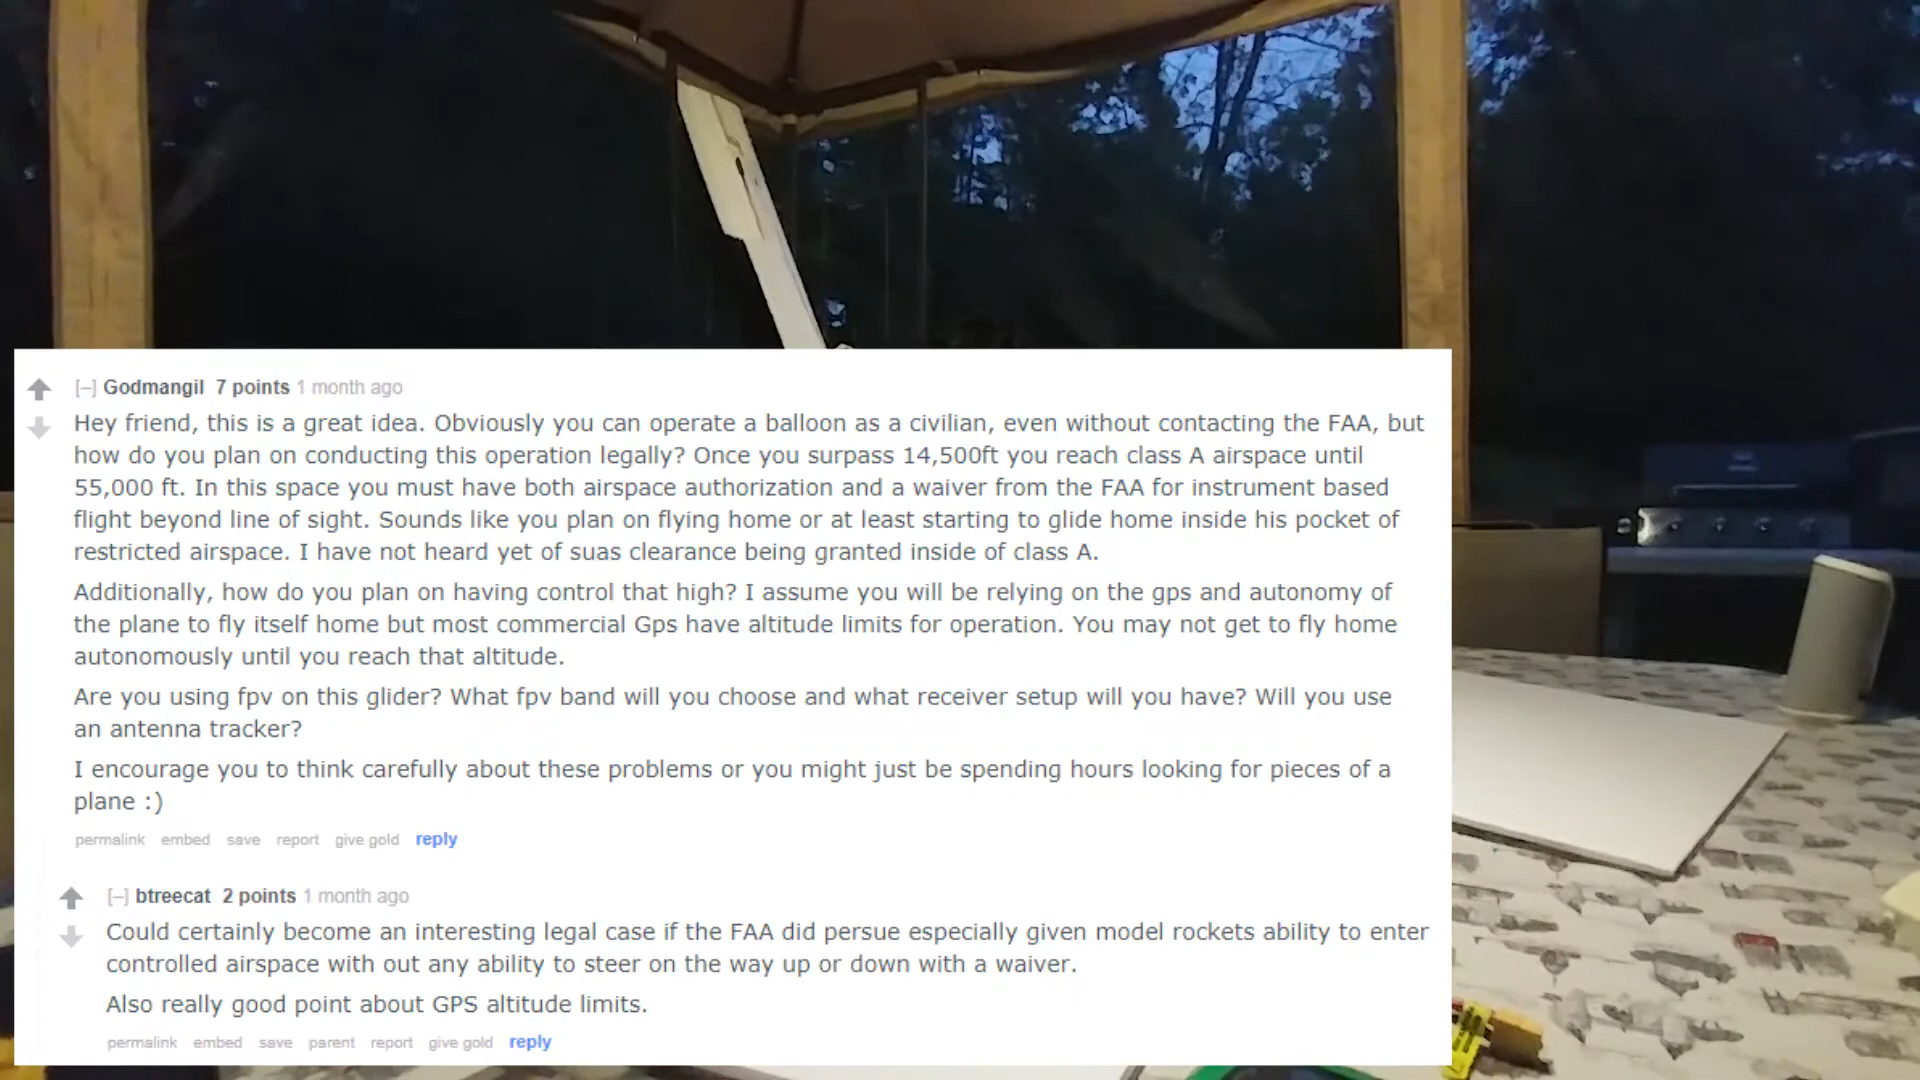 [–] Godmangil 7 points 1 month ago
Hey friend, this is a great idea. Obviously you can operate a balloon as a civilian, even without contacting the FAA, but
how do you plan on conducting this operation legally? Once you surpass 14,500ft you reach class A airspace until
55,000 ft. In this space you must have both airspace authorization and a waiver from the FAA for instrument based
flight beyond line of sight. Sounds like you plan on flying home or at least starting to glide home inside his pocket of
restricted airspace. I have not heard yet of suas clearance being granted inside of class A.
Additionally, how do you plan on having control that high? I assume you will be relying on the gps and autonomy of
the plane to fly itself home but most commercial Gps have altitude limits for operation. You may not get to fly home
autonomously until you reach that altitude.
Are you using fpv on this glider? What fpv band will you choose and what receiver setup will you have? Will you use
an antenna tracker?
I encourage you to think carefully about these problems or you might just be spending hours looking for pieces of a
plane :)
permalink embed save report give gold reply
[–] btreecat 2 points 1 month ago
Could certainly become an interesting legal case if the FAA did persue especially given model rockets ability to enter
controlled airspace with out any ability to steer on the way up or down with a waiver.
Also really good point about GPS altitude limits.
permalink embed save parent report give gold reply